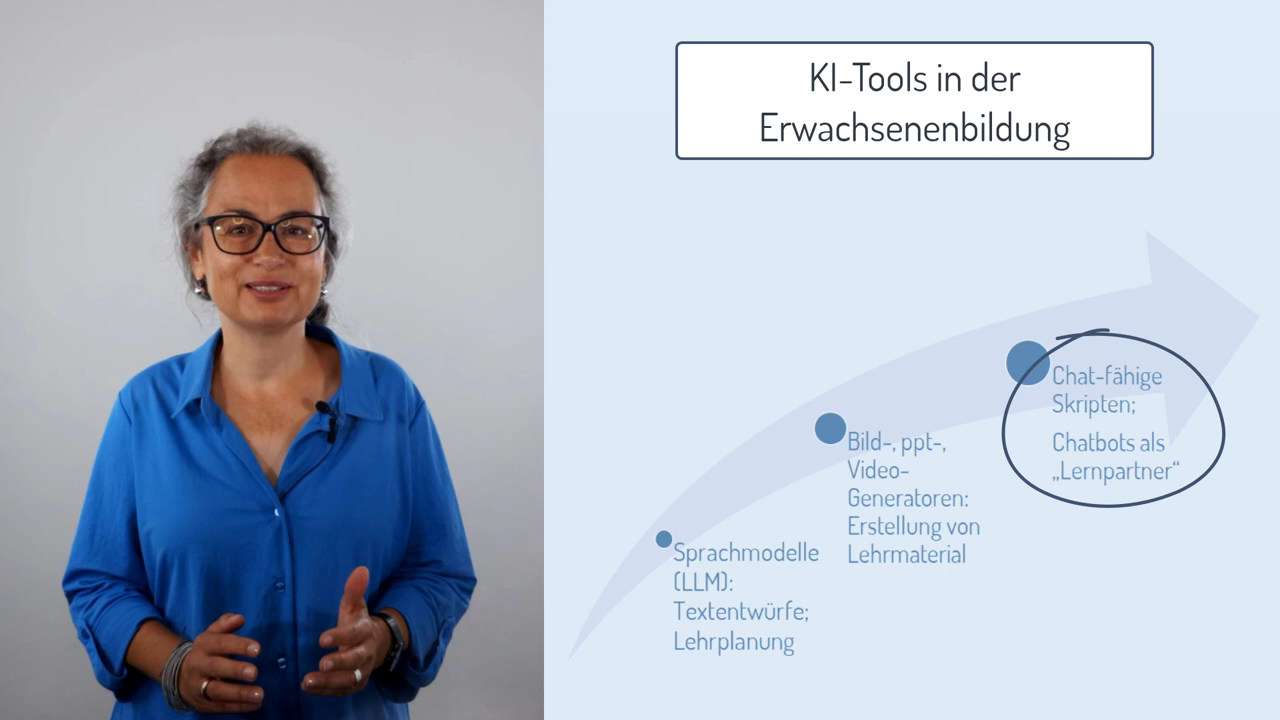 KI-Tools in der
Erwachsenenbildung
Sprachmodelle
(LLM):
Textentwürfe;
Lehrplanung
Bild-, ppt-,
Video-
Generatoren:
Erstellung von
Lehrmaterial
Chat-fähige
Skripten;
Chatbots als
„Lernpartner“